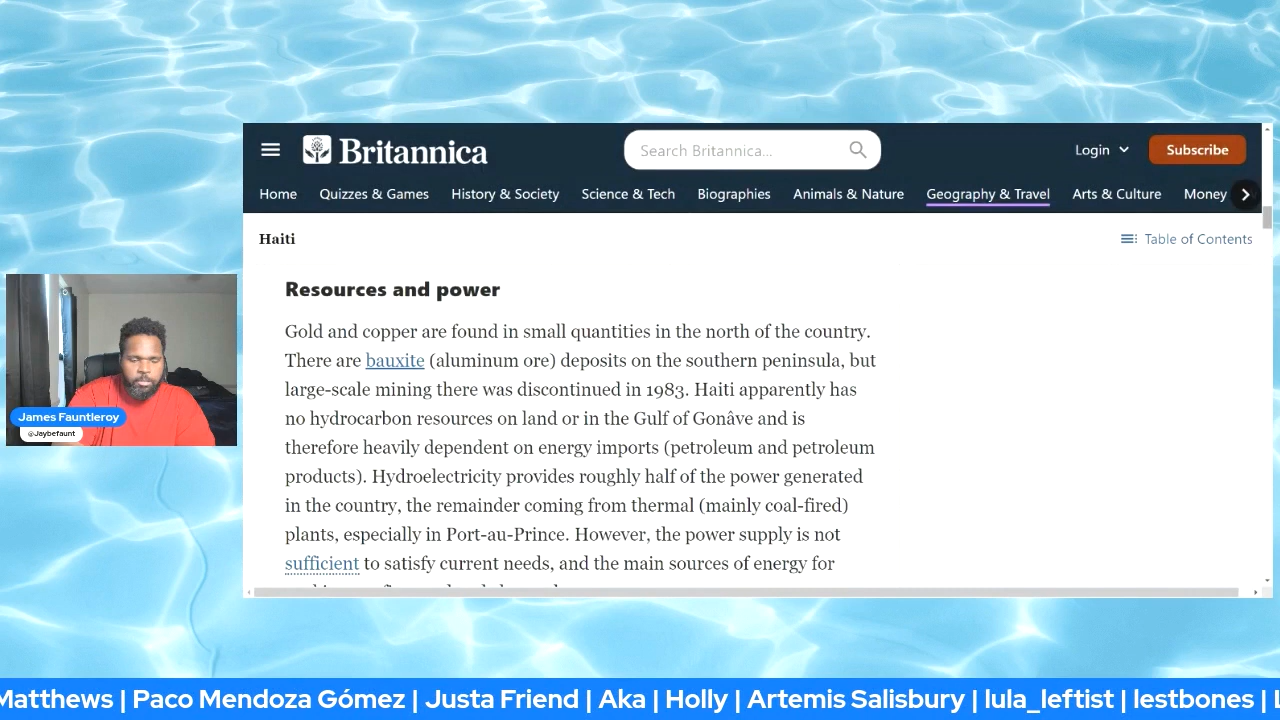 Britannica
Search Britannica...
Login
Subscribe
Home Quizzes & Games History & Society Science & Tech Biographies Animals & Nature Geography & Travel Arts & Culture Money
Haiti
Table of Contents
Resources and power
Gold and copper are found in small quantities in the north of the country.
There are bauxite (aluminum ore) deposits on the southern peninsula, but
large-scale mining there was discontinued in 1983. Haiti apparently has
no hydrocarbon resources on land or in the Gulf of Gonâve and is
therefore heavily dependent on energy imports (petroleum and petroleum
products). Hydroelectricity provides roughly half of the power generated
in the country, the remainder coming from thermal (mainly coal-fired)
plants, especially in Port-au-Prince. However, the power supply is not
sufficient to satisfy current needs, and the main sources of energy for
James Fauntleroy
@Jaybefaunt
Matthews | Paco Mendoza Gómez | Justa Friend | Aka | Holly | Artemis Salisbury | lula_leftist | lestbones |